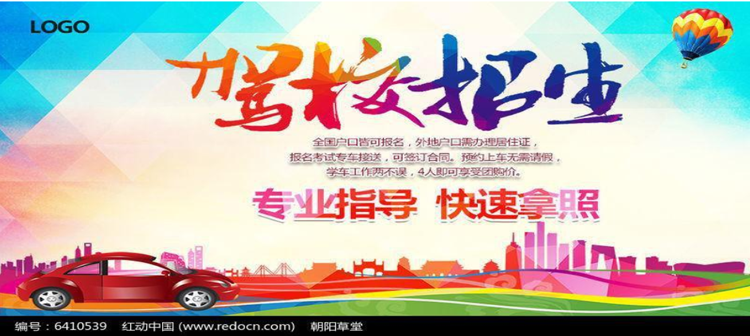 LOGO
驾校招生
全国户口皆可报名，外地户口需办理居住证，
报名考试专车接送，可签订合同。预约上车无需请假，
学车工作两不误，4人即可享受团购价。
专业指导 快速拿照
编号：6410539 红动中国 (www.redocn.com) 朝阳草堂